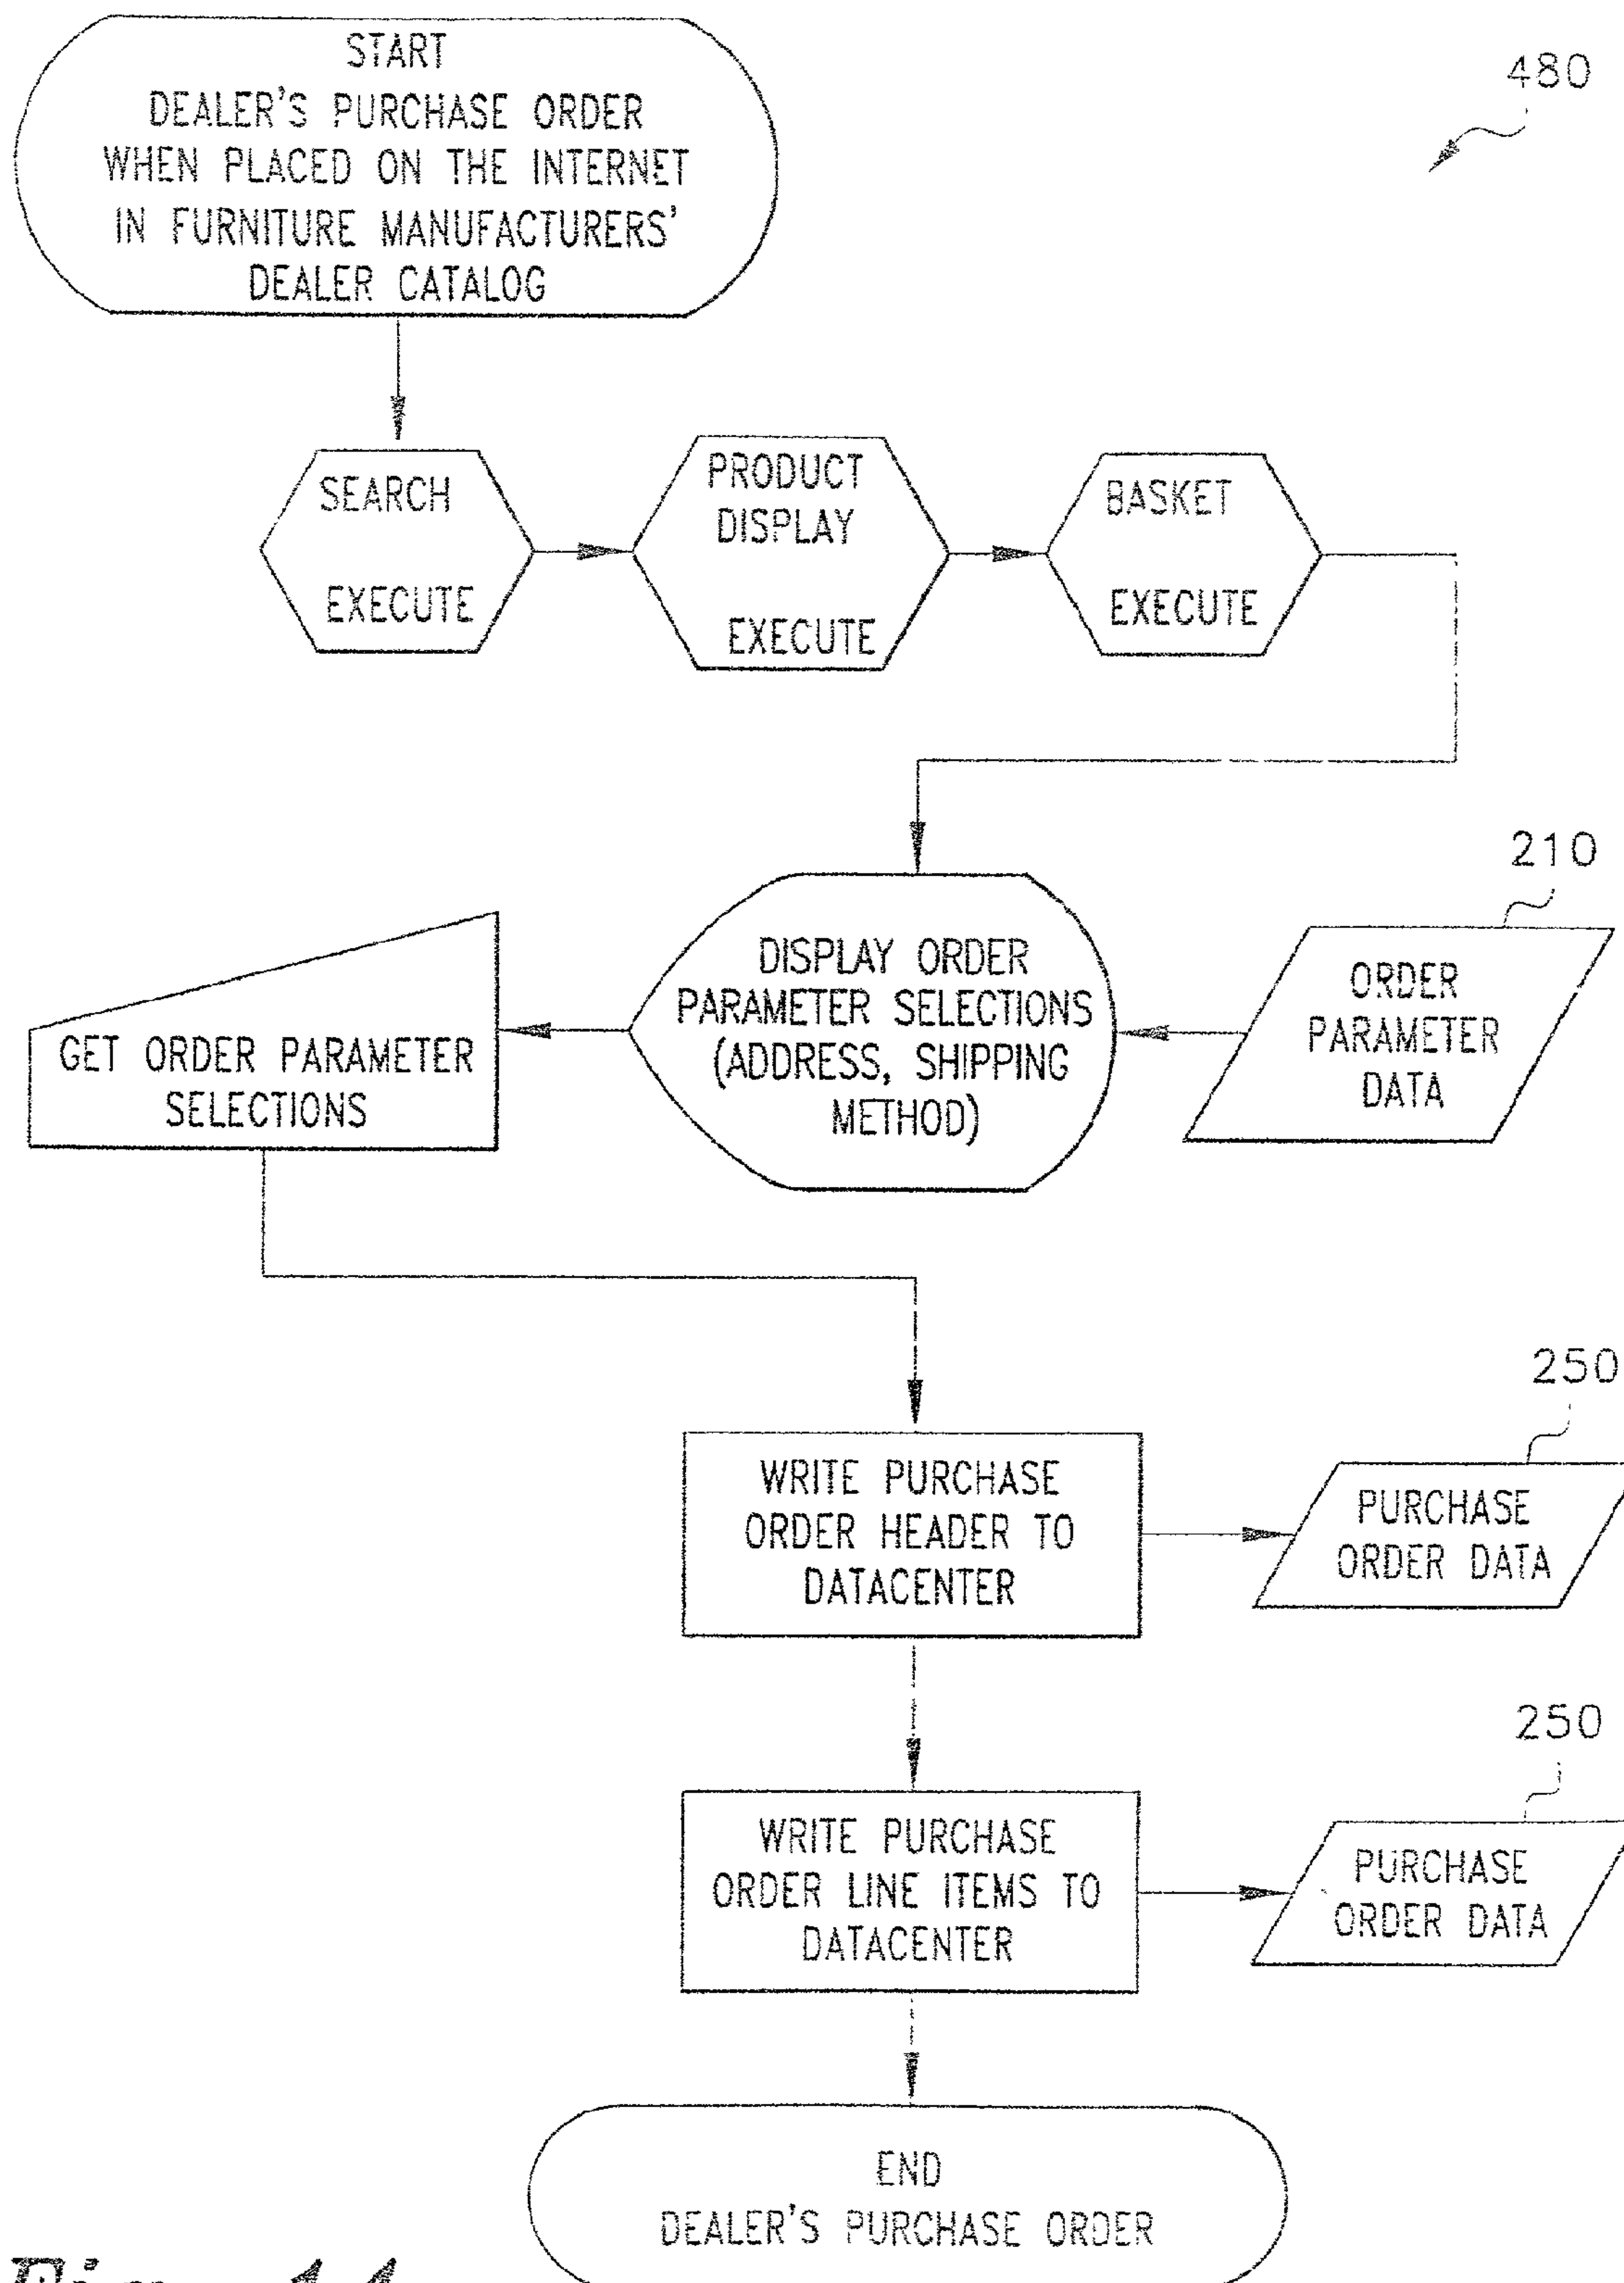 START
DEALER'S PURCHASE ORDER
WHEN PLACED ON THE INTERNET
IN FURNITURE MANUFACTURERS'
DEALER CATALOG
480
SEARCH
EXECUTE
PRODUCT
DISPLAY
EXECUTE
BASKET
EXECUTE
210
ORDER
PARAMETER
DATA
DISPLAY ORDER
PARAMETER SELECTIONS
(ADDRESS, SHIPPING
METHOD)
GET ORDER PARAMETER
SELECTIONS
250
WRITE PURCHASE
ORDER HEADER TO
DATACENTER
PURCHASE
ORDER DATA
250
WRITE PURCHASE
ORDER LINE ITEMS TO
DATACENTER
PURCHASE
ORDER DATA
END
DEALER'S PURCHASE ORDER